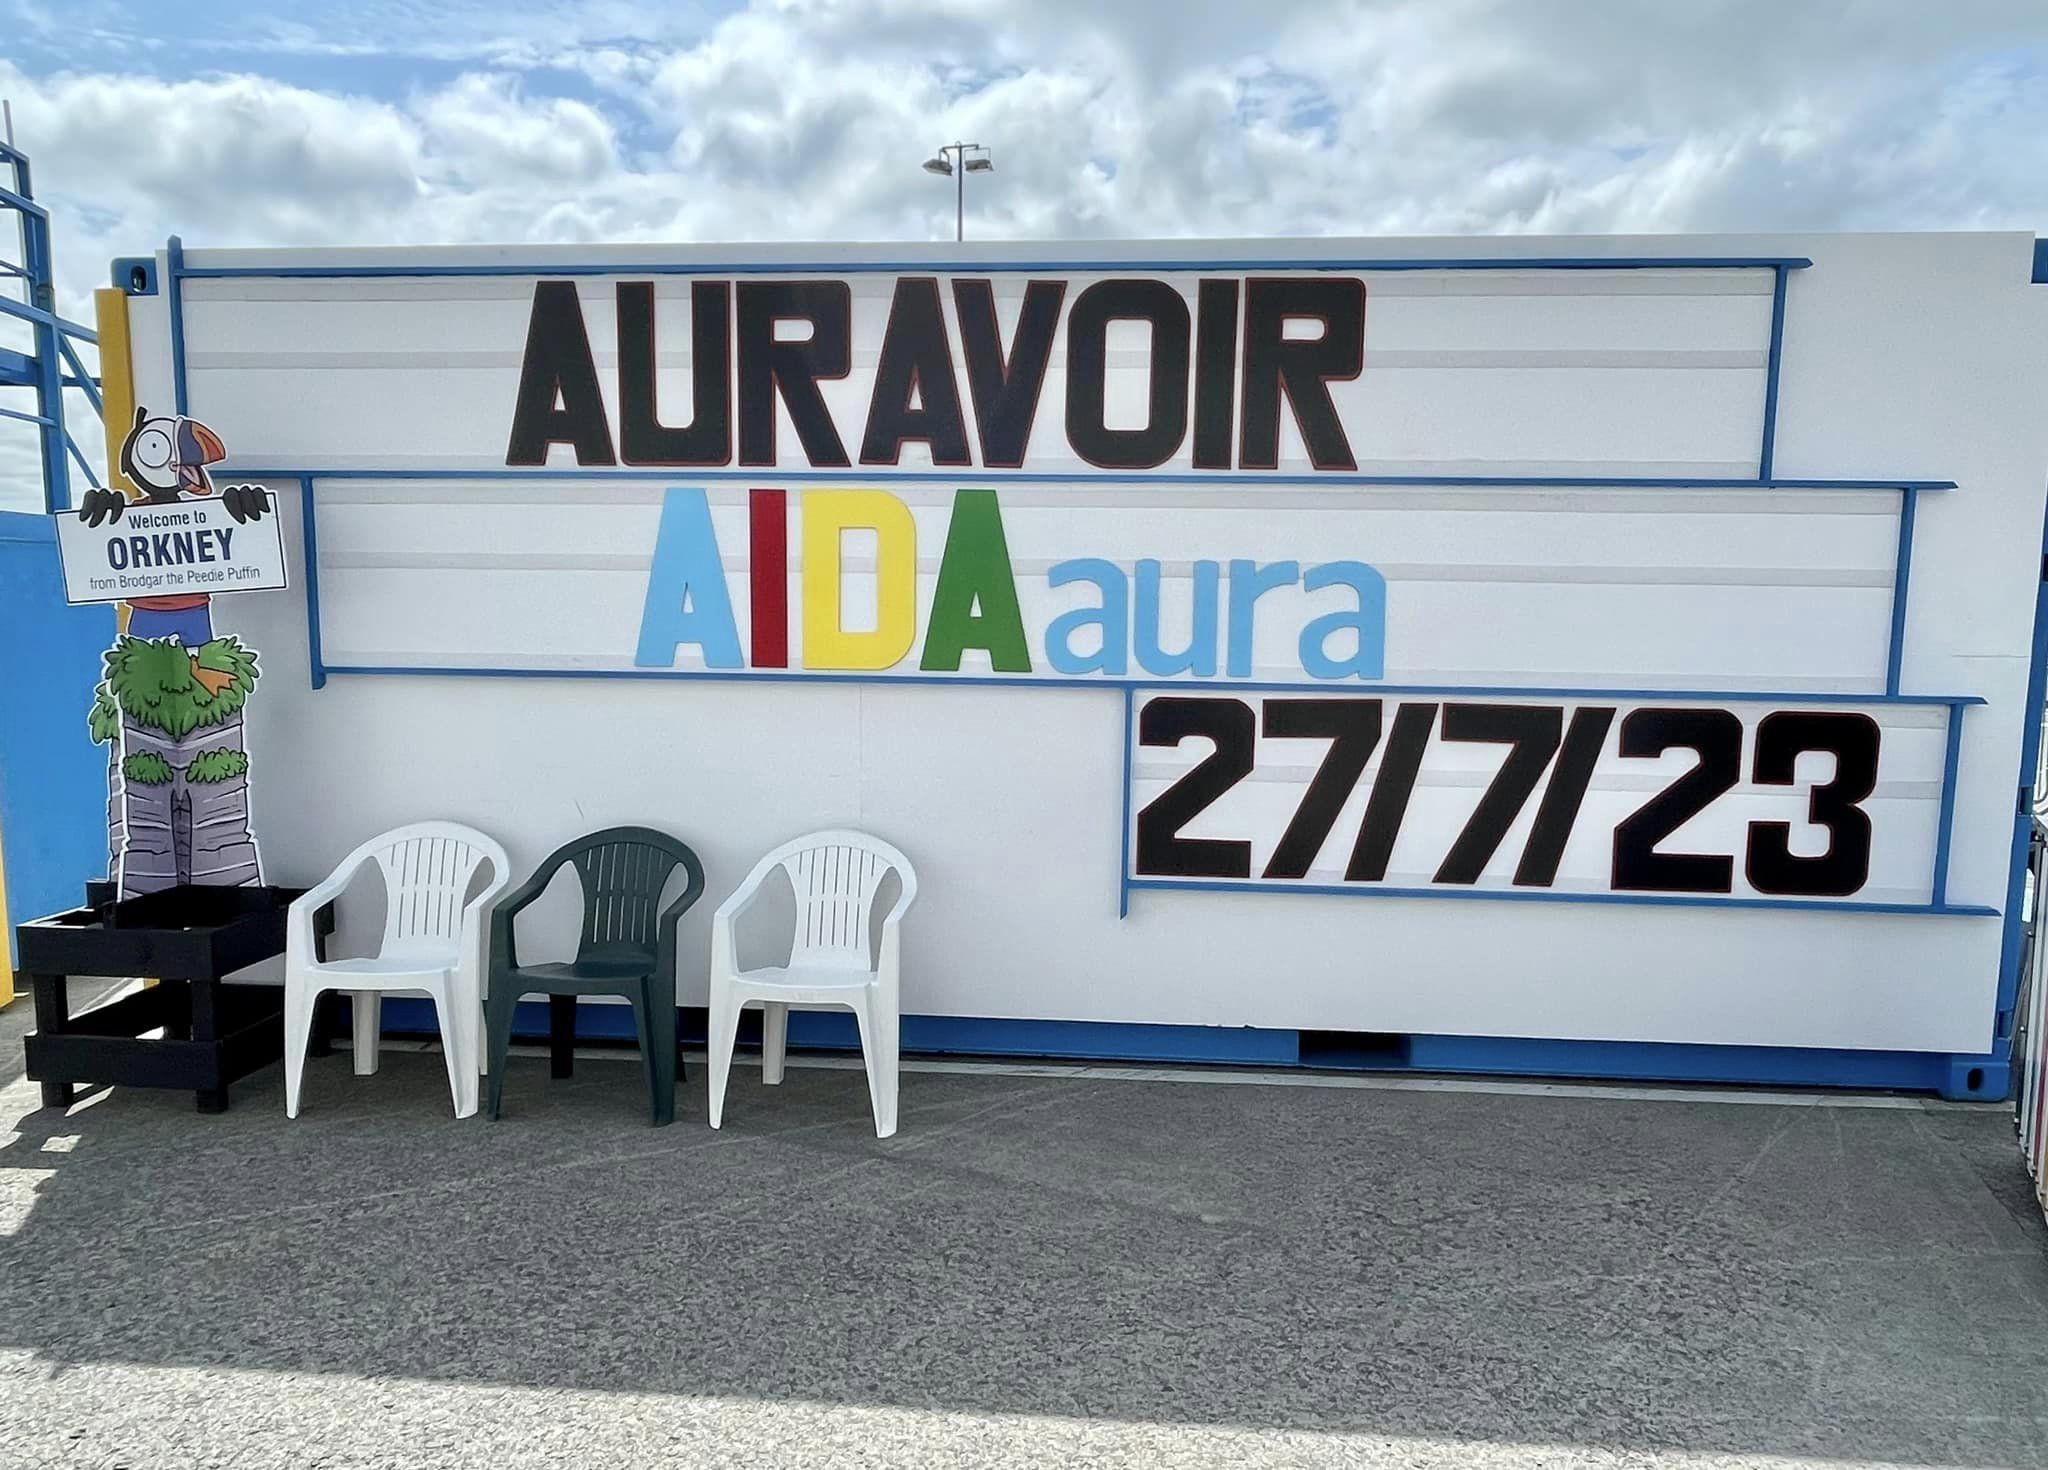 AURAVOIR
AIDAaura
27/7/23
Welcome to
ORKNEY
from Brodgar the Peedie Puffin